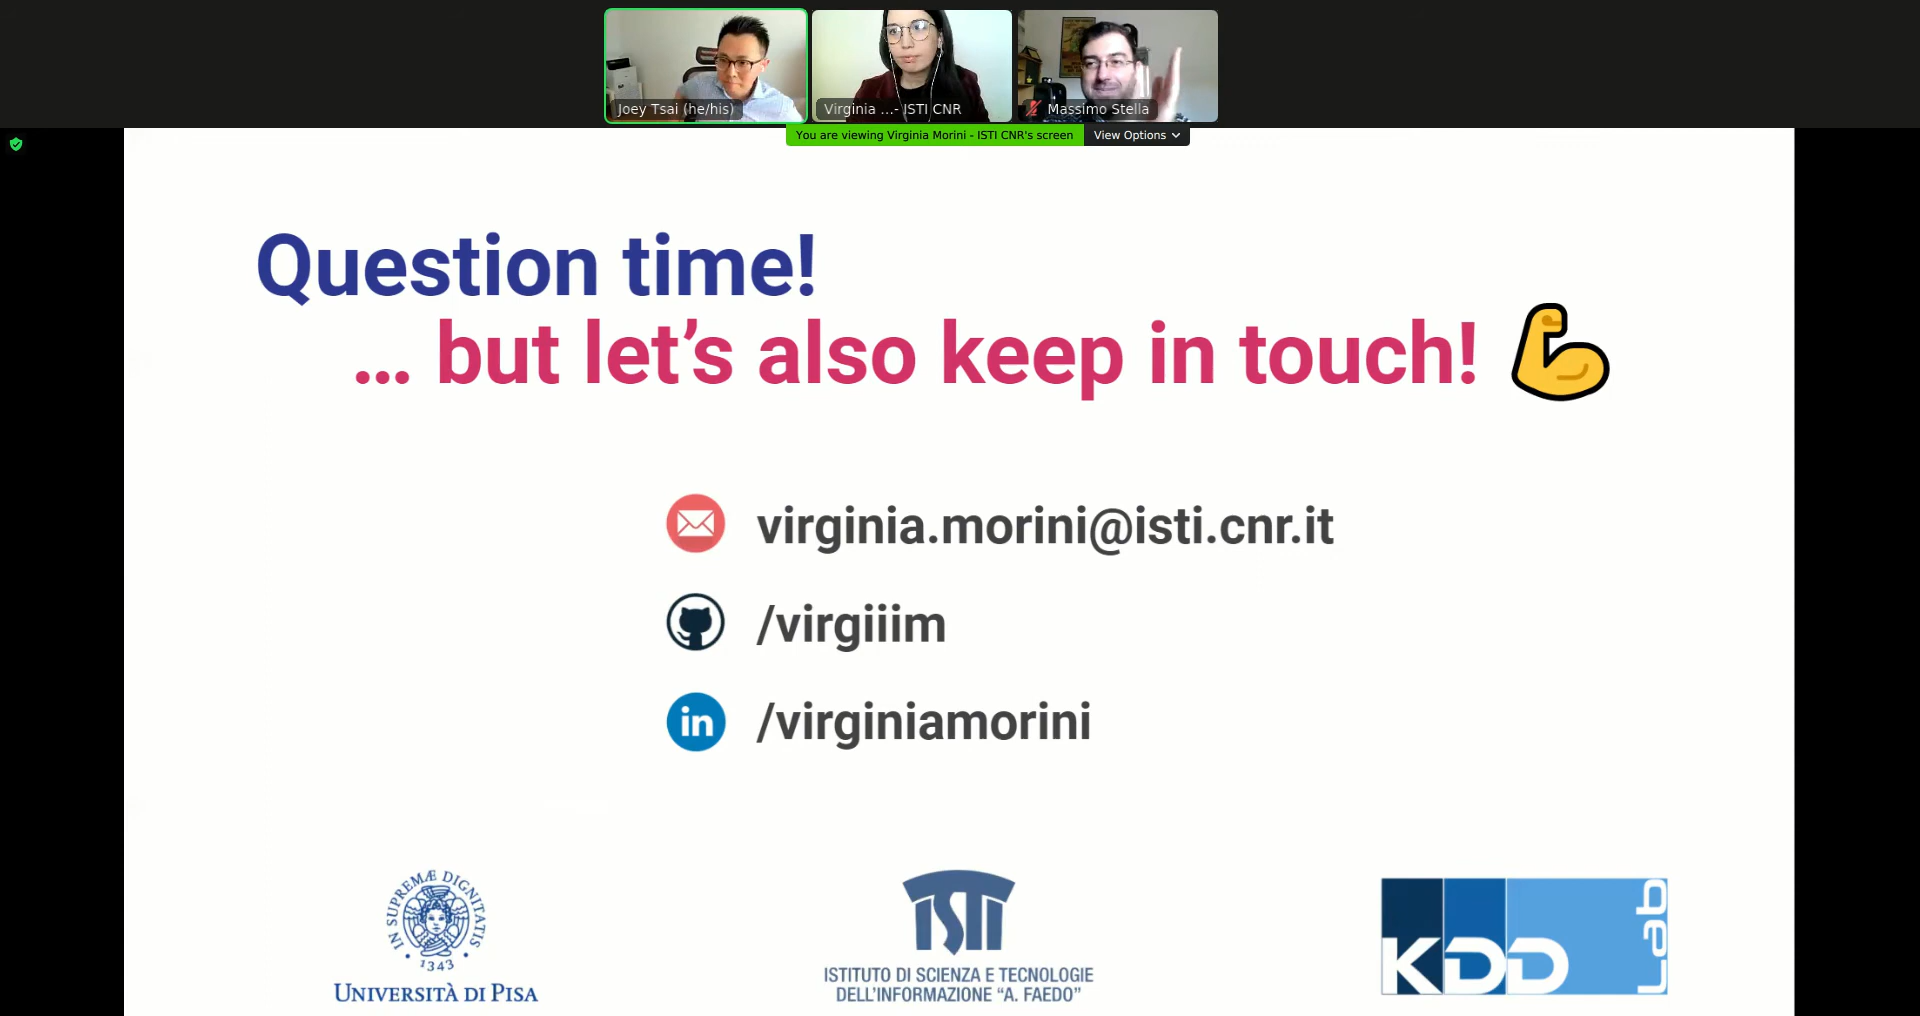 Joey Tsai (he/his)
Virginia ...- ISTI CNR
Massimo Stella
You are viewing Virginia Morini - ISTI CNR's screen
View Options
Question time!
... but let's also keep in touch!
virginia.morini@isti.cnr.it
/virgiiim
in
/virginiamorini
IN SUPREMÆ DIGNITATIS
1343
UNIVERSITÀ DI PISA
ISTI
ISTITUTO DI SCIENZA E TECNOLOGIE
DELL'INFORMAZIONE "A. FAEDO"
KDD
Lab